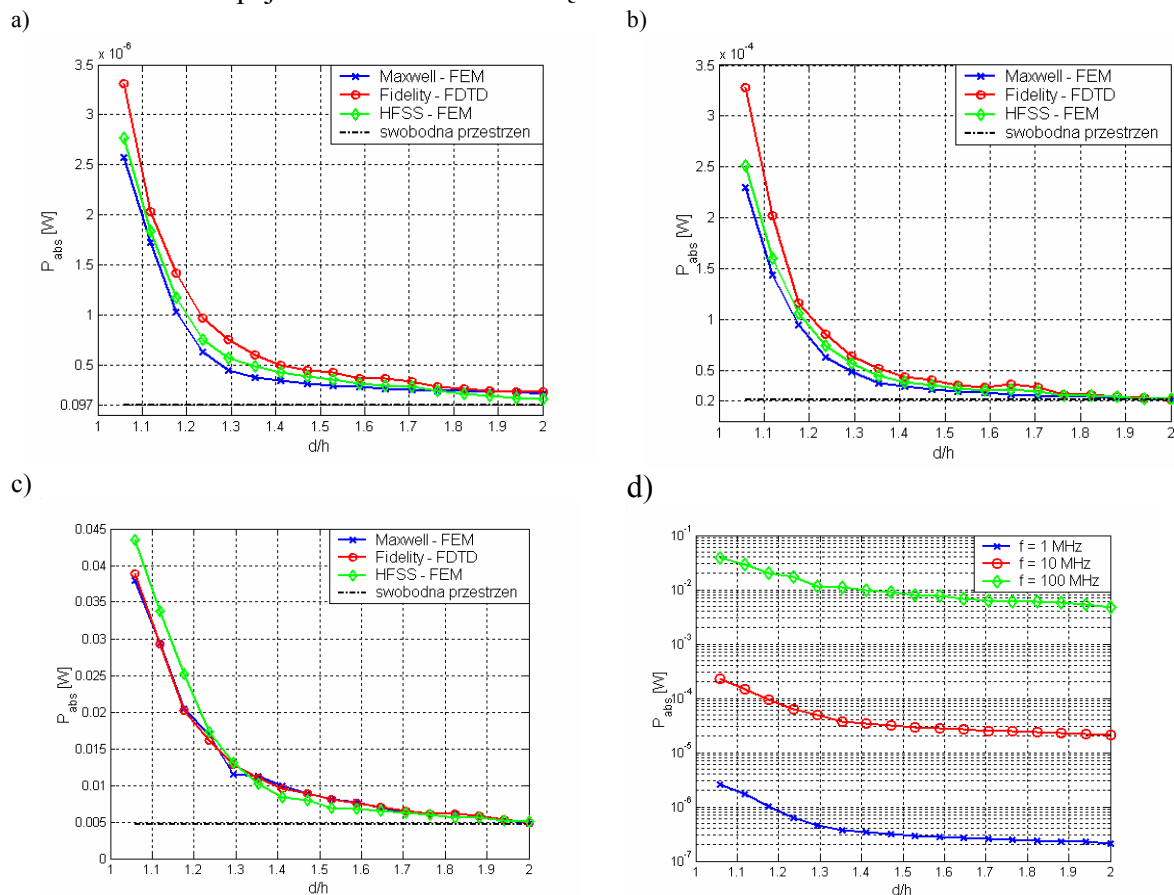 a)
x 10⁻⁶
3.5
3
2.5
2
1.5
1
0.5
0.097
P_abs [W]
Maxwell - FEM
Fidelity - FDTD
HFSS - FEM
swobodna przestrzen
1 1.1 1.2 1.3 1.4 1.5 1.6 1.7 1.8 1.9 2
d/h
b)
x 10⁻⁴
3.5
3
2.5
2
1.5
1
0.5
0.2
P_abs [W]
Maxwell - FEM
Fidelity - FDTD
HFSS - FEM
swobodna przestrzen
1 1.1 1.2 1.3 1.4 1.5 1.6 1.7 1.8 1.9 2
d/h
c)
0.045
0.04
0.035
0.03
0.025
0.02
0.015
0.01
0.005
0
P_abs [W]
Maxwell - FEM
Fidelity - FDTD
HFSS - FEM
swobodna przestrzen
1 1.1 1.2 1.3 1.4 1.5 1.6 1.7 1.8 1.9 2
d/h
d)
10⁻¹
10⁻²
10⁻³
10⁻⁴
10⁻⁵
10⁻⁶
10⁻⁷
P_abs [W]
f = 1 MHz
f = 10 MHz
f = 100 MHz
1 1.1 1.2 1.3 1.4 1.5 1.6 1.7 1.8 1.9 2
d/h